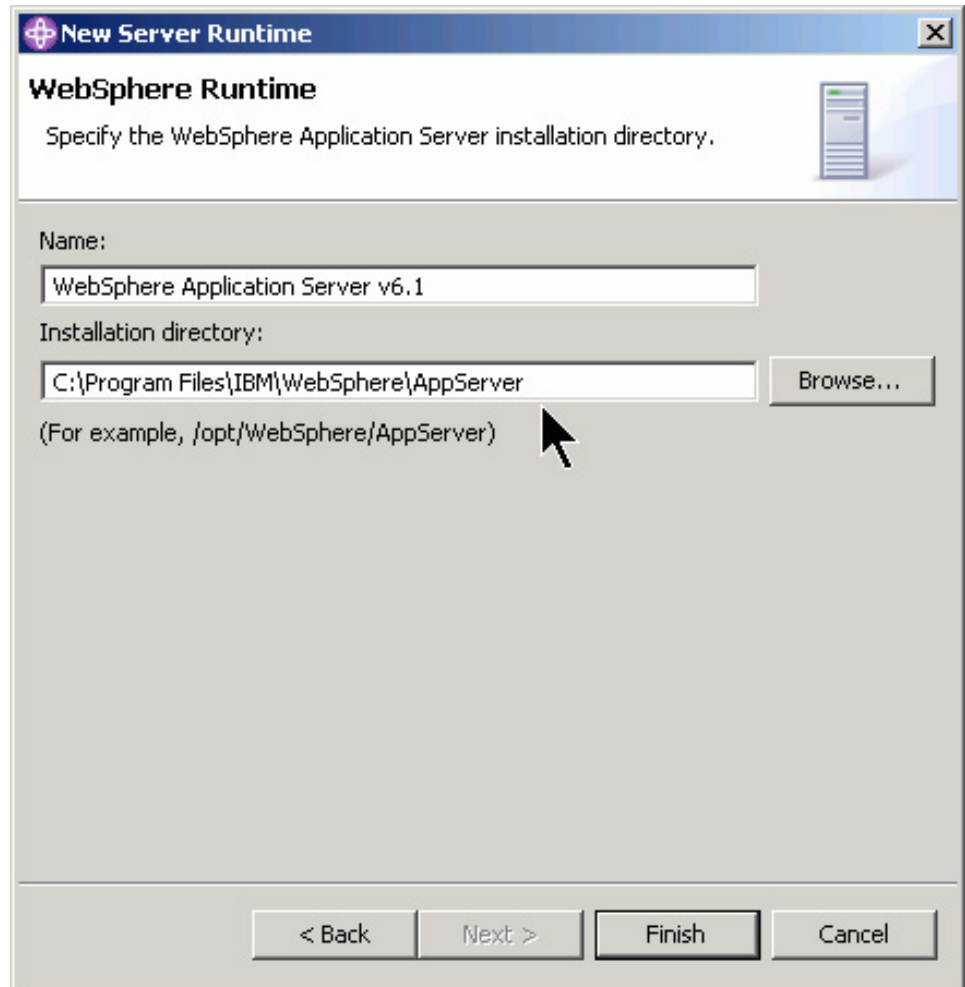 New Server Runtime
WebSphere Runtime
Specify the WebSphere Application Server installation directory.
Name:
WebSphere Application Server v6.1
Installation directory:
C:\Program Files\IBM\WebSphere\AppServer
Browse...
(For example, /opt/WebSphere/AppServer)
< Back
Next >
Finish
Cancel